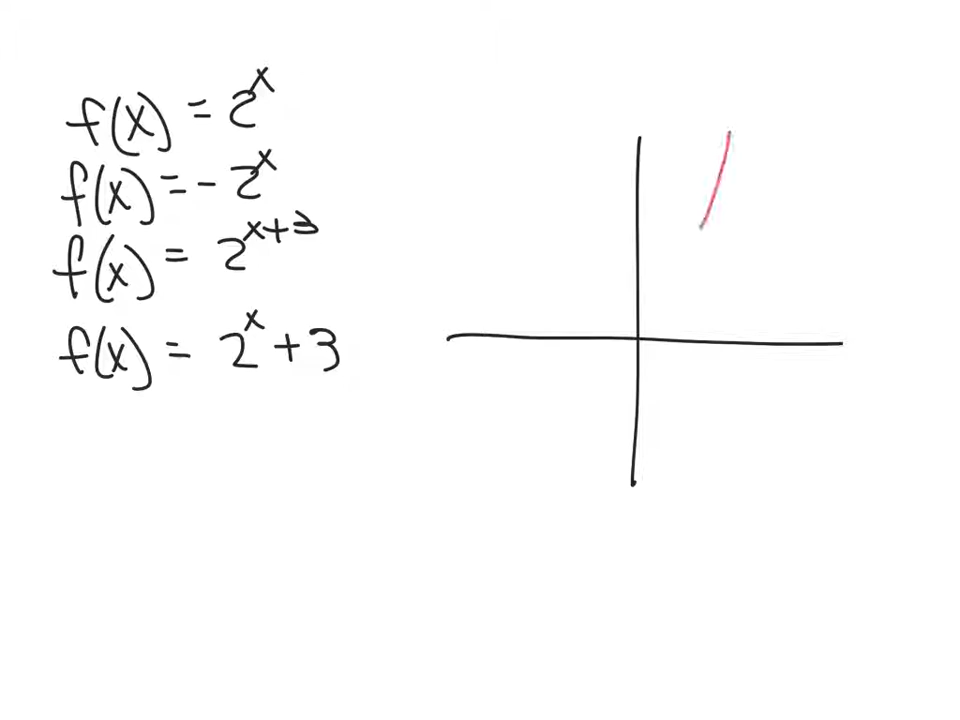 f(x) = 2^x
f(x) = -2^x
f(x) = 2^{x+3}
f(x) = 2^x + 3